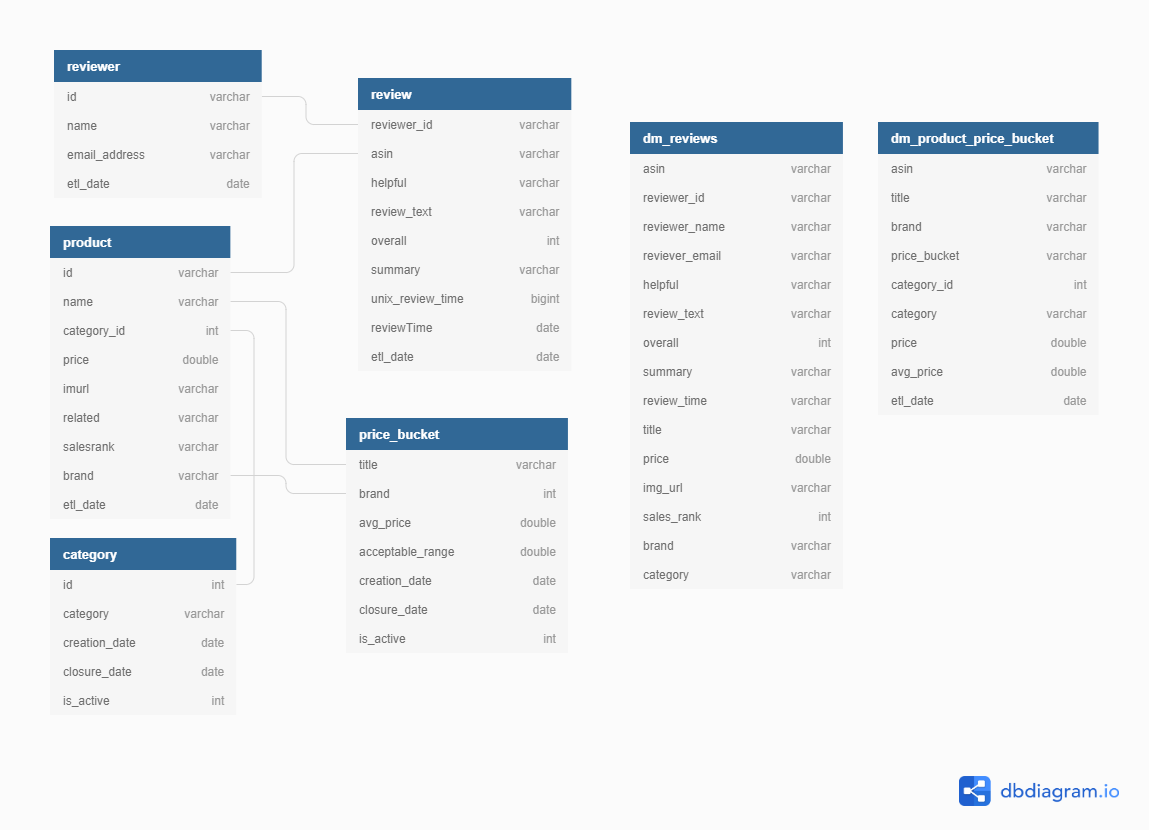 reviewer
id varchar
name varchar
email_address varchar
etl_date date
product
id varchar
name varchar
category_id int
price double
imurl varchar
related varchar
salesrank varchar
brand varchar
etl_date date
category
id int
category varchar
creation_date date
closure_date date
is_active int
review
reviewer_id varchar
asin varchar
helpful varchar
review_text varchar
overall int
summary varchar
unix_review_time bigint
reviewTime date
etl_date date
price_bucket
title varchar
brand int
avg_price double
acceptable_range double
creation_date date
closure_date date
is_active int
dm_reviews
asin varchar
reviewer_id varchar
reviewer_name varchar
reviever_email varchar
helpful varchar
review_text varchar
overall int
summary varchar
review_time varchar
title varchar
price double
img_url varchar
sales_rank int
brand varchar
category varchar
dm_product_price_bucket
asin varchar
title varchar
brand varchar
price_bucket varchar
category_id int
category varchar
price double
avg_price double
etl_date date
dbdiagram.io